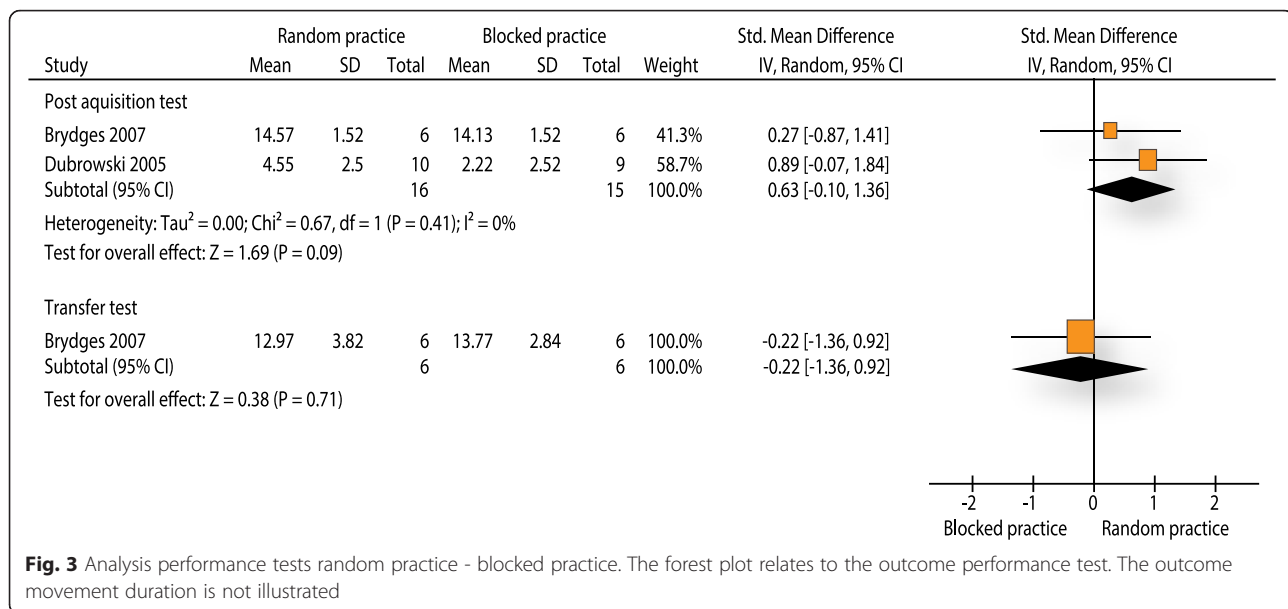 Random practice Blocked practice Std. Mean Difference Std. Mean Difference
Study Mean SD Total Mean SD Total Weight IV, Random, 95% CI IV, Random, 95% CI
Post aquisition test
Brydges 2007 14.57 1.52 6 14.13 1.52 6 41.3% 0.27 [-0.87, 1.41]
Dubrowski 2005 4.55 2.5 10 2.22 2.52 9 58.7% 0.89 [-0.07, 1.84]
Subtotal (95% CI) 16 15 100.0% 0.63 [-0.10, 1.36]
Heterogeneity: Tau² = 0.00; Chi² = 0.67, df = 1 (P = 0.41); I² = 0%
Test for overall effect: Z = 1.69 (P = 0.09)
Transfer test
Brydges 2007 12.97 3.82 6 13.77 2.84 6 100.0% -0.22 [-1.36, 0.92]
Subtotal (95% CI) 6 6 100.0% -0.22 [-1.36, 0.92]
Test for overall effect: Z = 0.38 (P = 0.71)
-2 -1 0 1 2
Blocked practice Random practice
Fig. 3 Analysis performance tests random practice - blocked practice. The forest plot relates to the outcome performance test. The outcome
movement duration is not illustrated